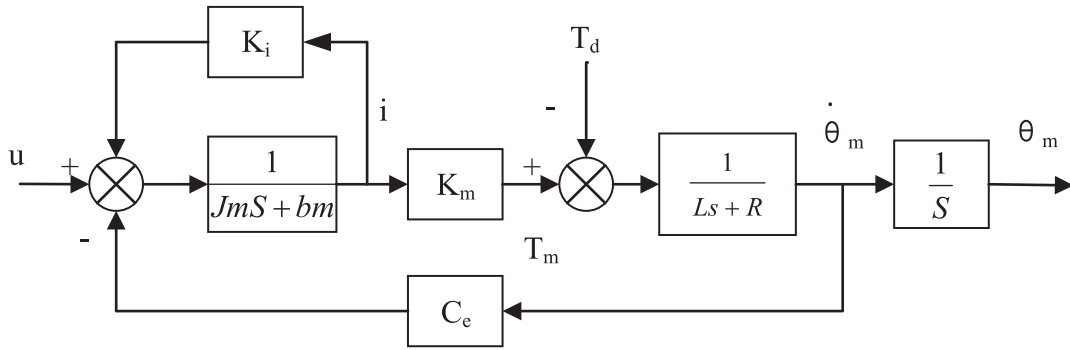 K_i
T_d
-
i
θ̇_m
θ_m
u
+
1
JmS + bm
K_m
+
1
Ls + R
1
S
-
T_m
C_e